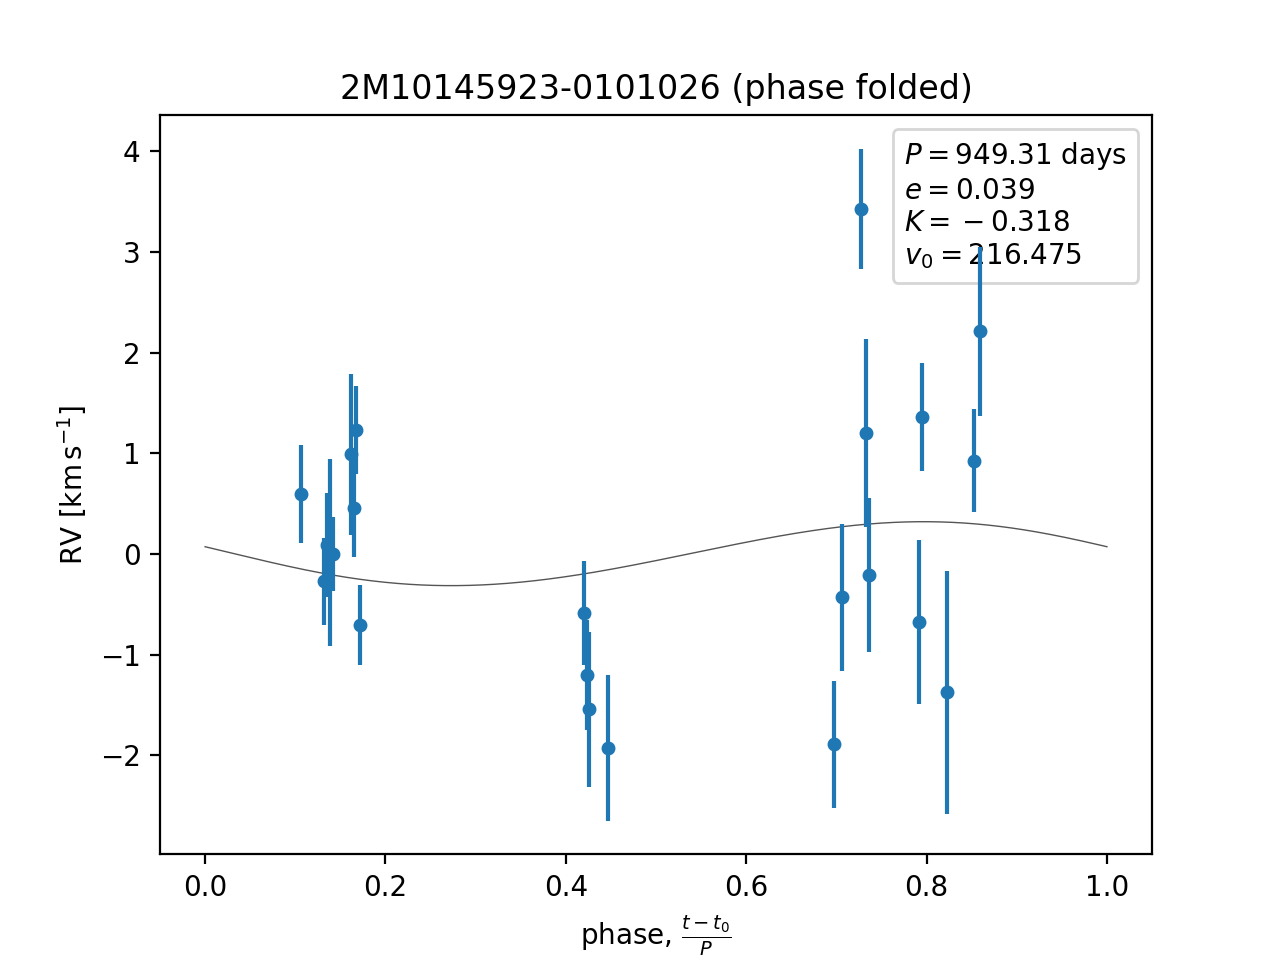 2M10145923-0101026 (phase folded)
P = 949.31 days
e = 0.039
K = −0.318
v₀ = 216.475
4
3
2
1
0
−1
−2
RV [km s⁻¹]
0.0 0.2 0.4 0.6 0.8 1.0
phase, (t − t₀)/P